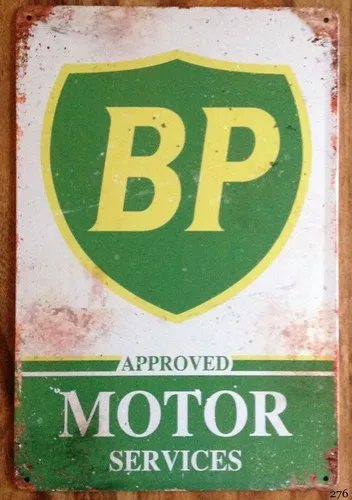 BP
APPROVED
MOTOR
SERVICES
276